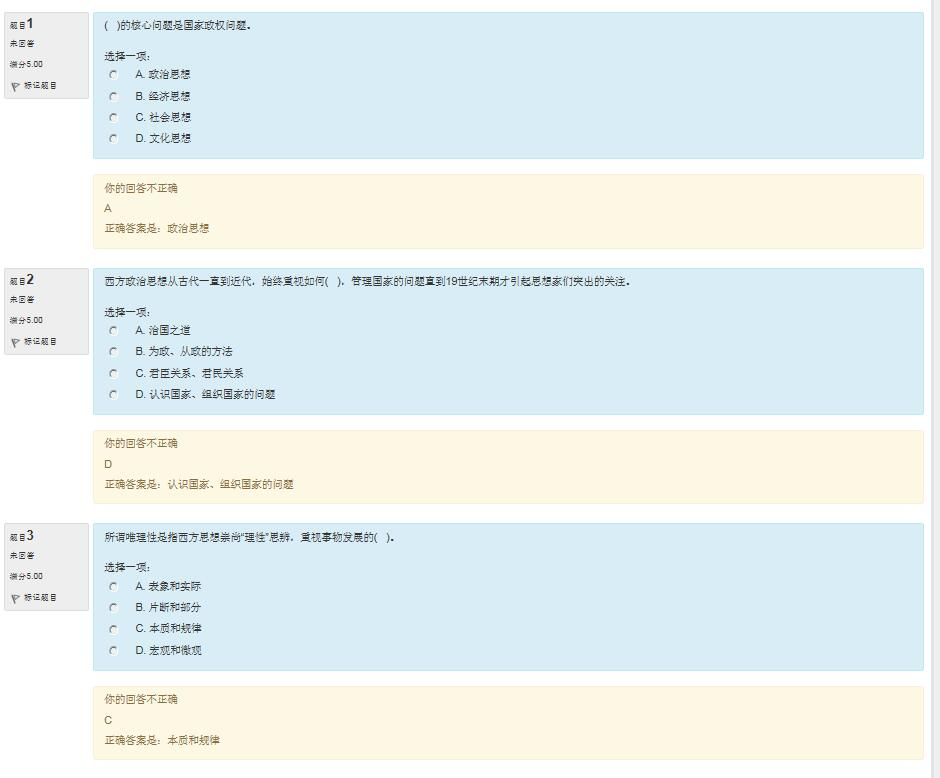 题目1
未回答
满分5.00
标记题目
(   )的核心问题是国家政权问题。
选择一项：
A. 政治思想
B. 经济思想
C. 社会思想
D. 文化思想
你的回答不正确
A
正确答案是：政治思想
题目2
未回答
满分5.00
标记题目
西方政治思想从古代一直到近代，始终重视如何(   )，管理国家的问题直到19世纪末期才引起思想家们突出的关注。
选择一项：
A. 治国之道
B. 为政、从政的方法
C. 君臣关系、君民关系
D. 认识国家、组织国家的问题
你的回答不正确
D
正确答案是：认识国家、组织国家的问题
题目3
未回答
满分5.00
标记题目
所谓唯理性是指西方思想崇尚“理性”思辨，重视事物发展的(   )。
选择一项：
A. 表象和实际
B. 片断和部分
C. 本质和规律
D. 宏观和微观
你的回答不正确
C
正确答案是：本质和规律